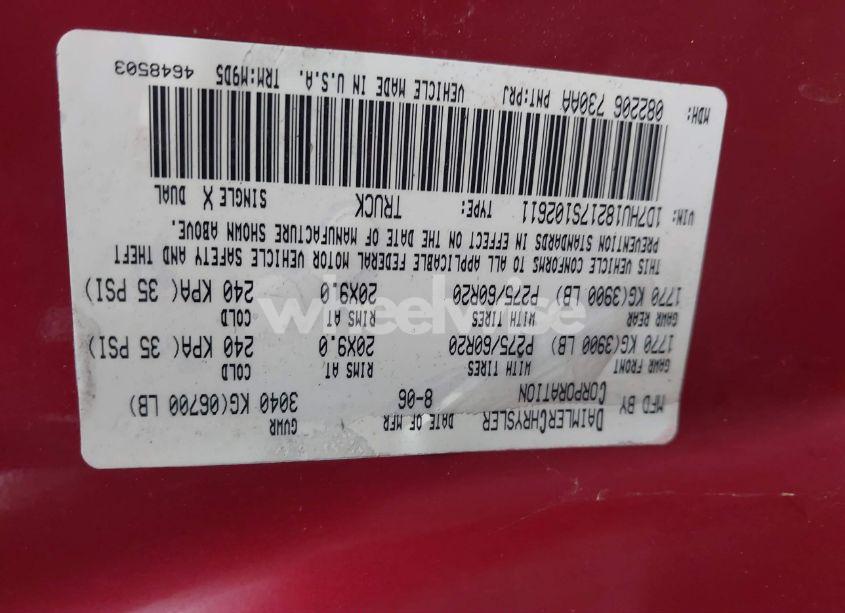 MFD BY DAIMLERCHRYSLER CORPORATION DATE OF MFR 8-06 GVWR 3040 KG(06700 LB)
GAWR FRONT WITH TIRES RIMS AT COLD
1770 KG(3900 LB) P275/60R20 20X9.0 240 KPA( 35 PSI)
GAWR REAR WITH TIRES RIMS AT COLD
1770 KG(3900 LB) P275/60R20 20X9.0 240 KPA( 35 PSI)
THIS VEHICLE CONFORMS TO ALL APPLICABLE FEDERAL MOTOR VEHICLE SAFETY AND THEFT
PREVENTION STANDARDS IN EFFECT ON THE DATE OF MANUFACTURE SHOWN ABOVE.
VIN: 1D7HU18217S102611 TYPE: TRUCK SINGLE X DUAL
MDH: 082206 730AA PNT:PRJ VEHICLE MADE IN U.S.A. TRM:M9D5 4648503
wheelwise